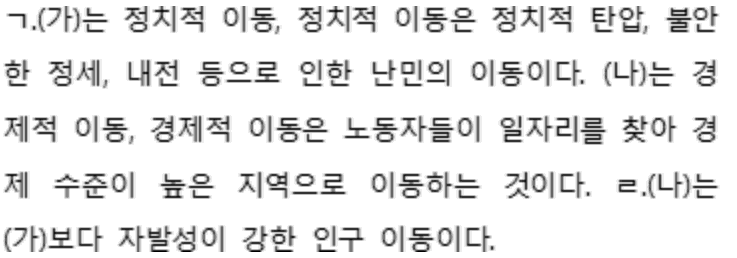 ㄱ.(가)는 정치적 이동, 정치적 이동은 정치적 탄압, 불안
한 정세, 내전 등으로 인한 난민의 이동이다. (나)는 경
제적 이동, 경제적 이동은 노동자들이 일자리를 찾아 경
제 수준이 높은 지역으로 이동하는 것이다. ㄹ.(나)는
(가)보다 자발성이 강한 인구 이동이다.